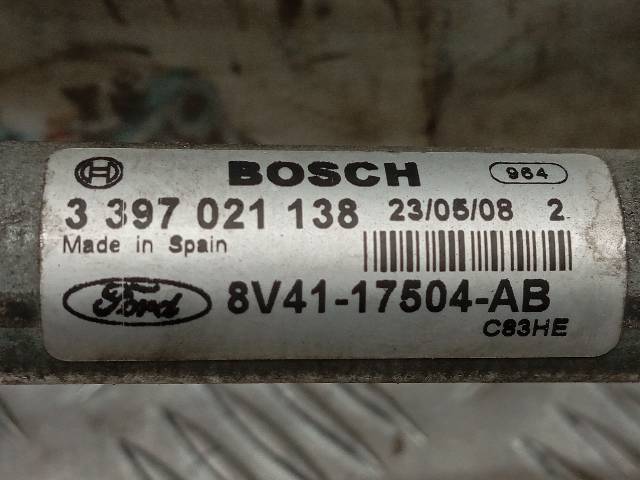 BOSCH 964
3 397 021 138 23/05/08 2
Made in Spain
Ford 8V41-17504-AB
C83HE